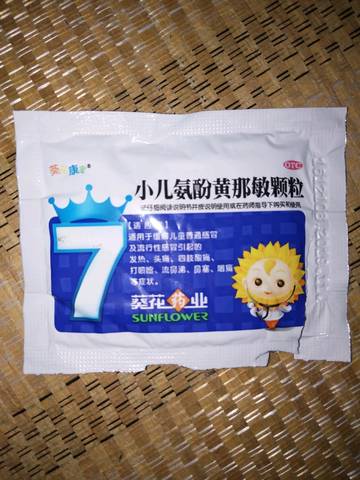 葵花康宝®
OTC
小儿氨酚黄那敏颗粒
请仔细阅读说明书并按说明使用或在药师指导下购买和使用
7
【适应症】
适用于缓解儿童普通感冒
及流行性感冒引起的
发热、头痛、四肢酸痛、
打喷嚏、流鼻涕、鼻塞、咽痛
等症状。
葵花药业
SUNFLOWER